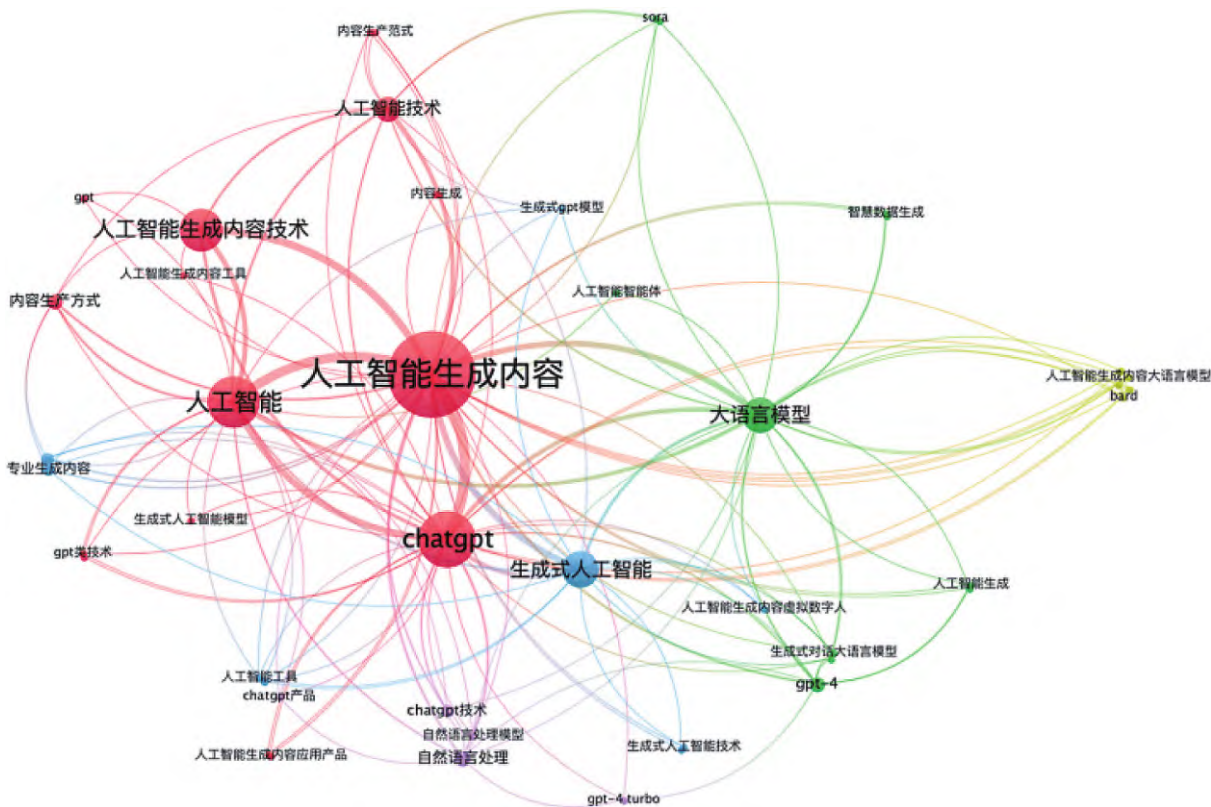 sora
内容生产范式
人工智能技术
gpt
内容生成
生成式gpt模型
智慧数据生成
人工智能生成内容技术
人工智能生成内容工具
人工智能智能体
内容生产方式
人工智能生成内容
人工智能生成内容大语言模型
bard
人工智能
大语言模型
专业生成内容
生成式人工智能模型
chatgpt
gpt类技术
生成式人工智能
人工智能生成
人工智能生成内容虚拟数字人
生成式对话大语言模型
人工智能工具
gpt-4
chatgpt产品
chatgpt技术
自然语言处理模型
人工智能生成内容应用产品
自然语言处理
生成式人工智能技术
gpt-4 turbo